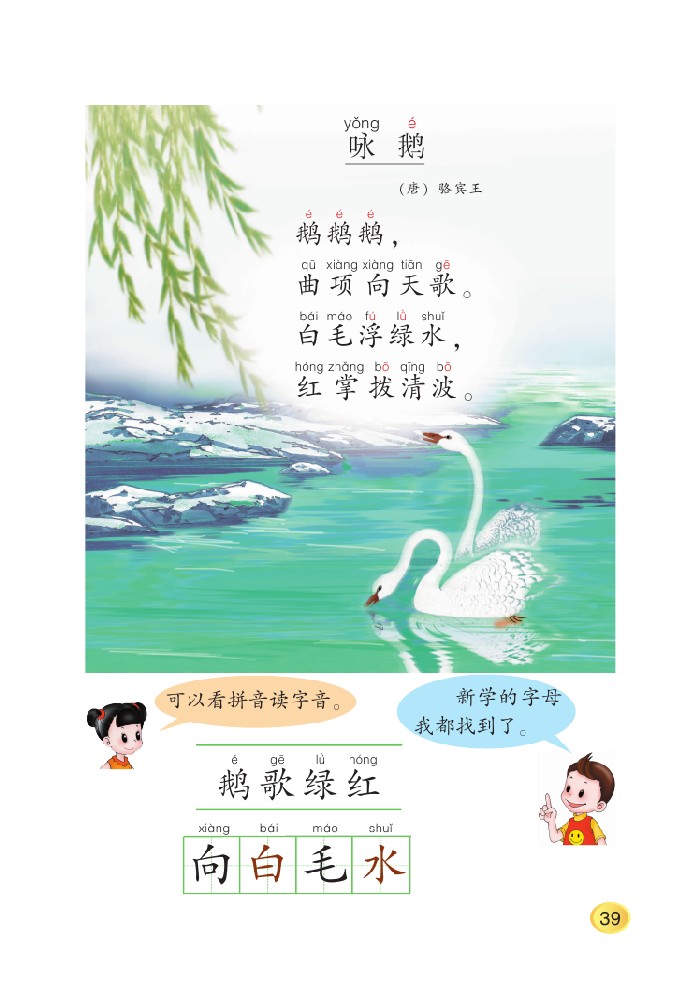 yǒng é
咏 鹅
（唐）骆宾王
é é é
鹅鹅鹅，
qū xiàng xiàng tiān gē
曲项向天歌。
bái máo fú lǜ shuǐ
白毛浮绿水，
hóng zhǎng bō qīng bō
红掌拨清波。
可以看拼音读字音。
新学的字母
我都找到了。
é gē lǜ hóng
鹅歌绿红
xiàng bái máo shuǐ
向白毛水
39